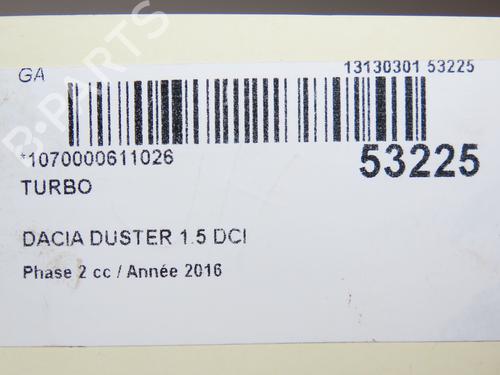 GA
13130301 53225
*1070000611026
53225
TURBO
DACIA DUSTER 1.5 DCI
Phase 2 cc / Année 2016
B-PARTS